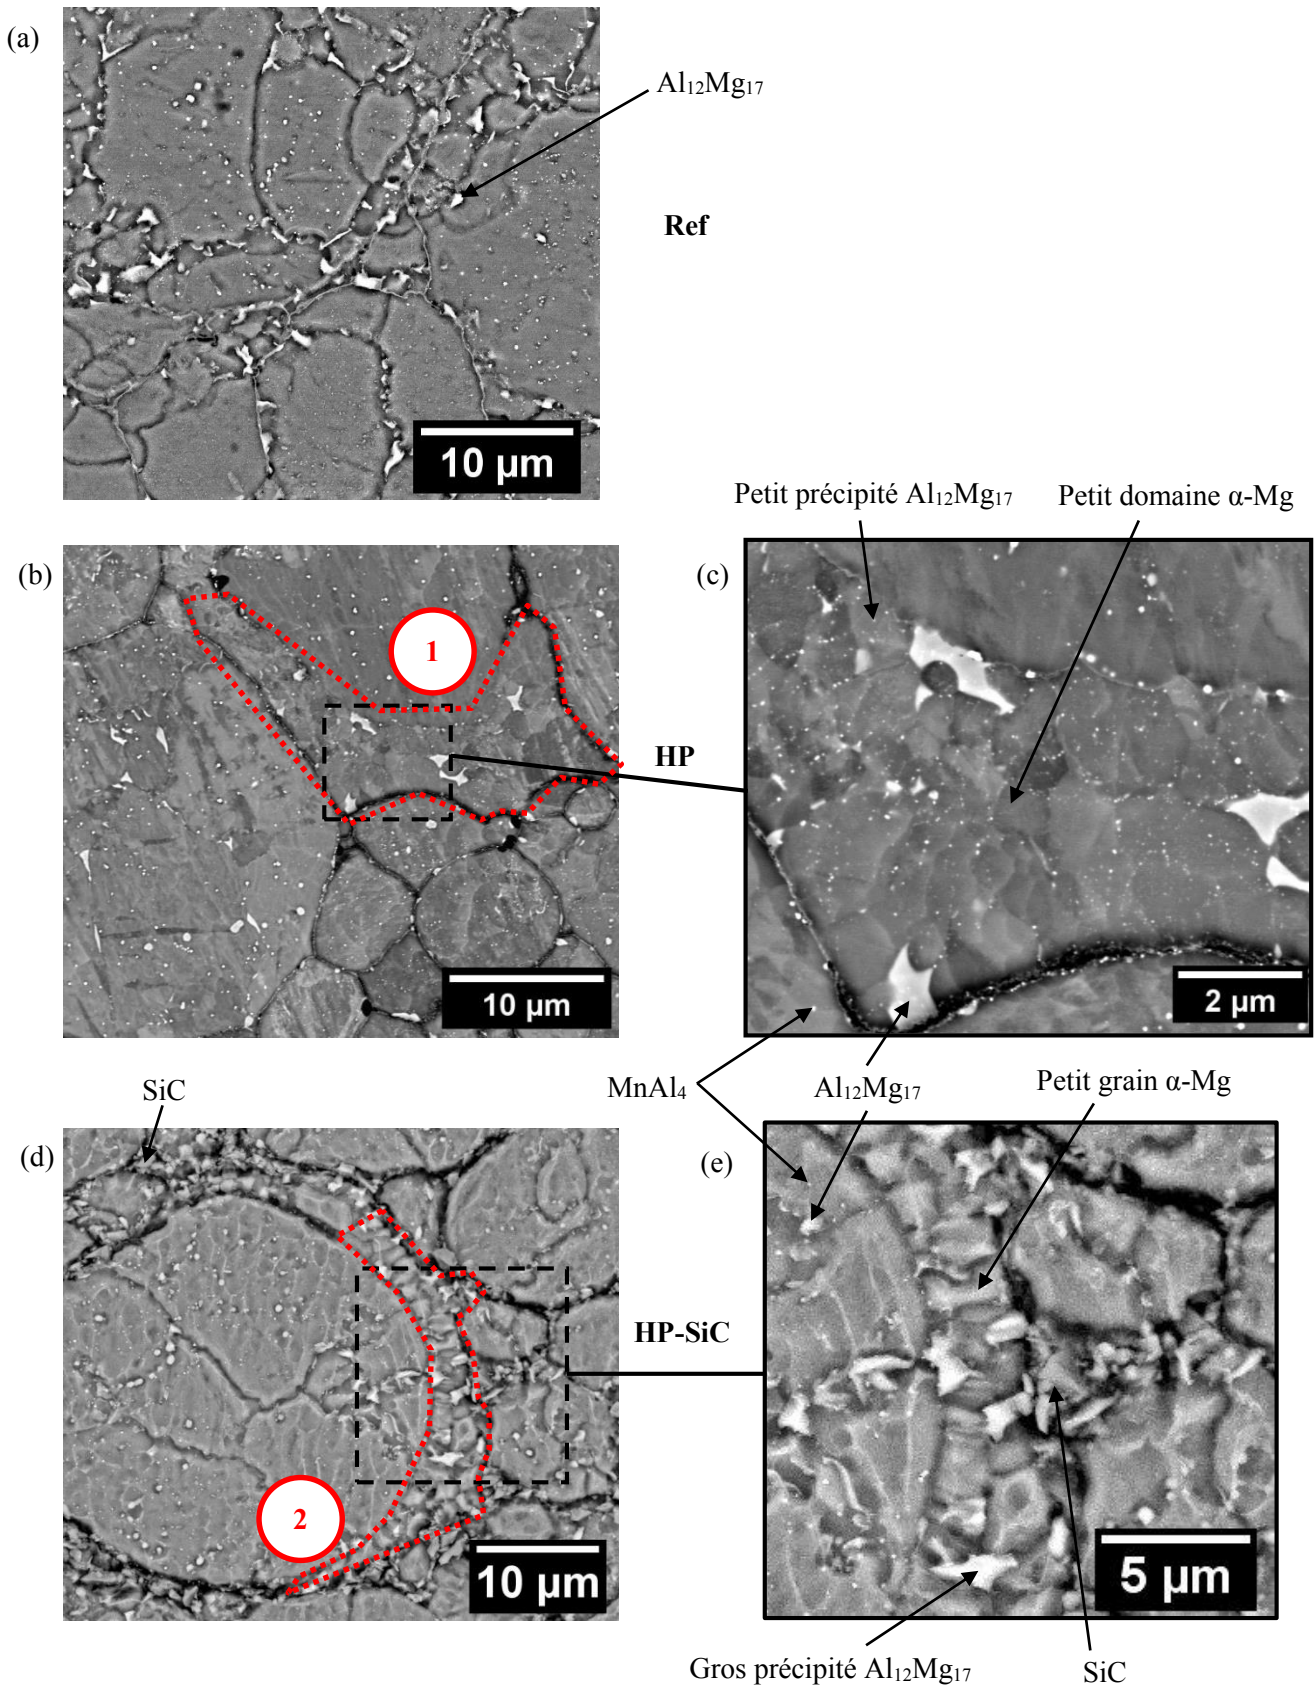 (a)
Al₁₂Mg₁₇
Ref
10 µm
Petit précipité Al₁₂Mg₁₇
Petit domaine α-Mg
(b)
(c)
1
HP
10 µm
2 µm
MnAl₄
Al₁₂Mg₁₇
Petit grain α-Mg
SiC
(d)
(e)
HP-SiC
2
10 µm
5 µm
Gros précipité Al₁₂Mg₁₇
SiC